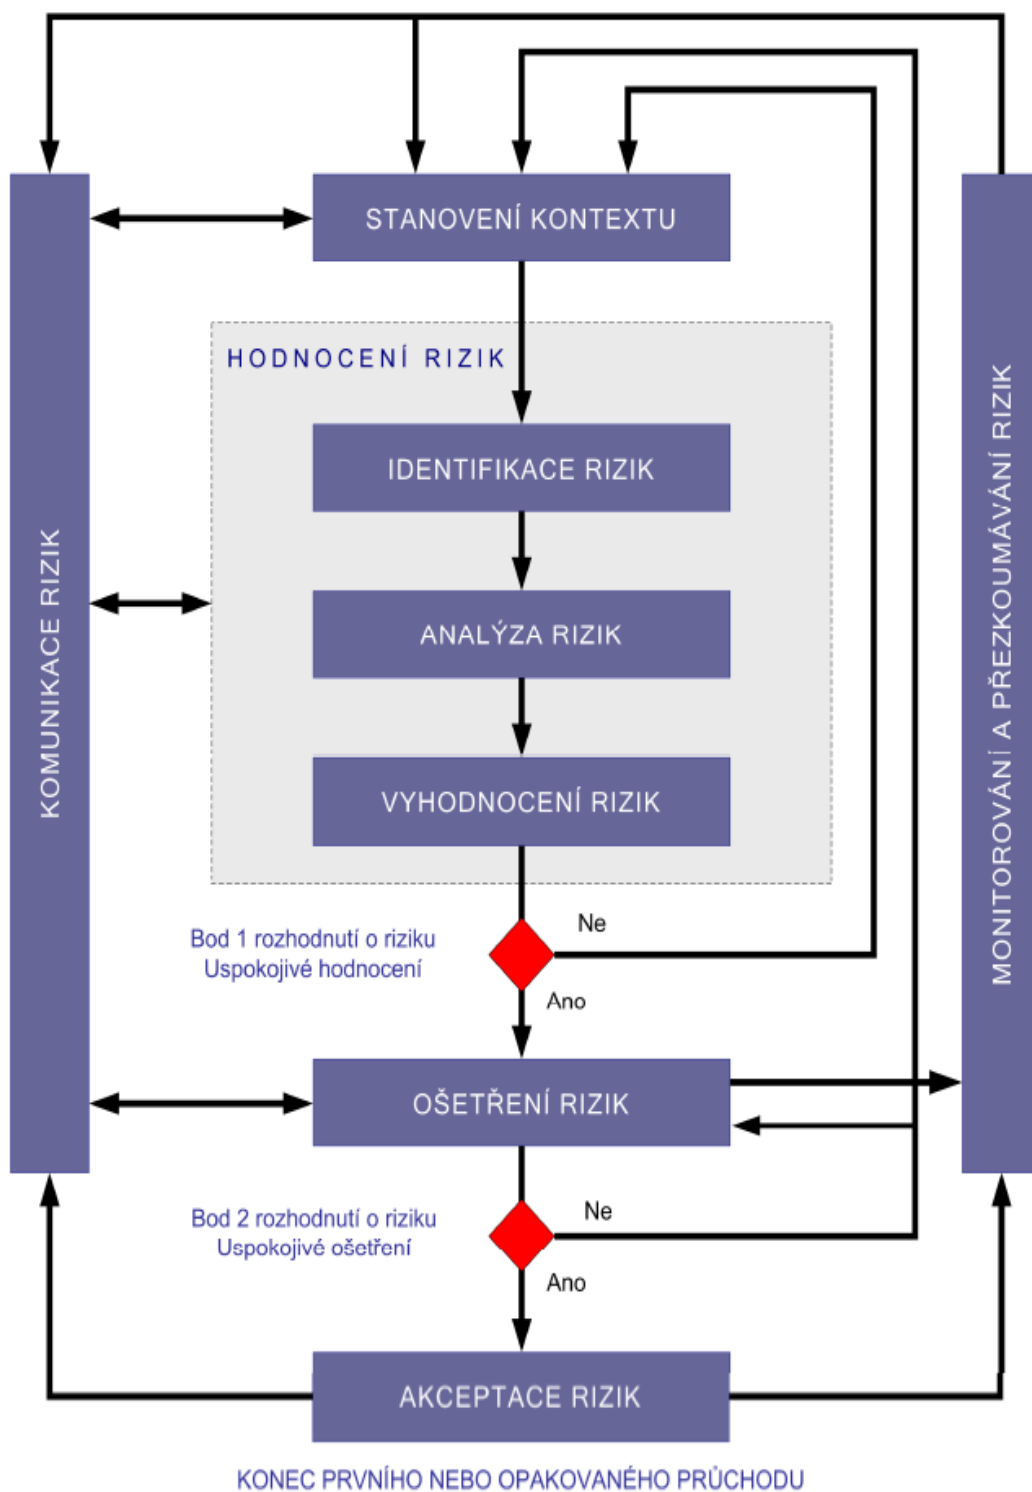 STANOVENÍ KONTEXTU
HODNOCENÍ RIZIK
IDENTIFIKACE RIZIK
ANALÝZA RIZIK
VYHODNOCENÍ RIZIK
KOMUNIKACE RIZIK
MONITOROVÁNÍ A PŘEZKOUMÁVÁNÍ RIZIK
Ne
Bod 1 rozhodnutí o riziku
Uspokojivé hodnocení
Ano
OŠETŘENÍ RIZIK
Ne
Bod 2 rozhodnutí o riziku
Uspokojivé ošetření
Ano
AKCEPTACE RIZIK
KONEC PRVNÍHO NEBO OPAKOVANÉHO PRŮCHODU